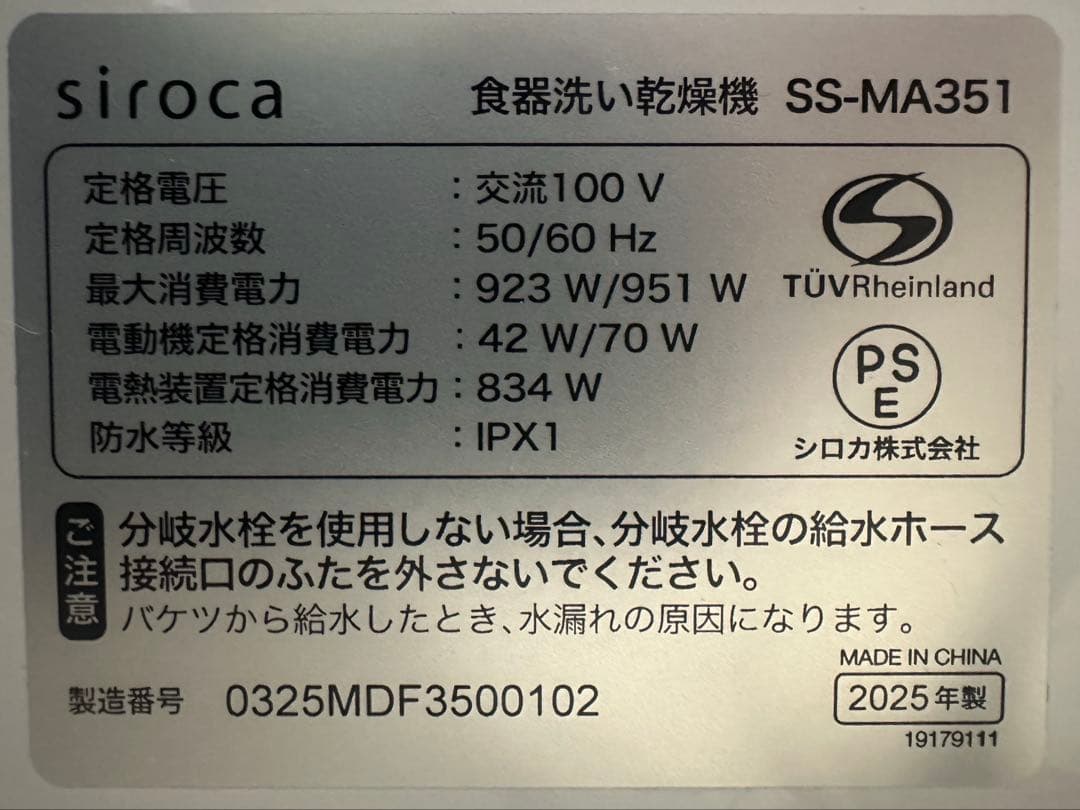 siroca 食器洗い乾燥機 SS-MA351
定格電圧 : 交流100 V
定格周波数 : 50/60 Hz
最大消費電力 : 923 W/951 W
電動機定格消費電力 : 42 W/70 W
電熱装置定格消費電力 : 834 W
防水等級 : IPX1
TÜVRheinland
PS
E
シロカ株式会社
ご注意
分岐水栓を使用しない場合、分岐水栓の給水ホース
接続口のふたを外さないでください。
バケツから給水したとき、水漏れの原因になります。
MADE IN CHINA
製造番号 0325MDF3500102
2025年製
19179111